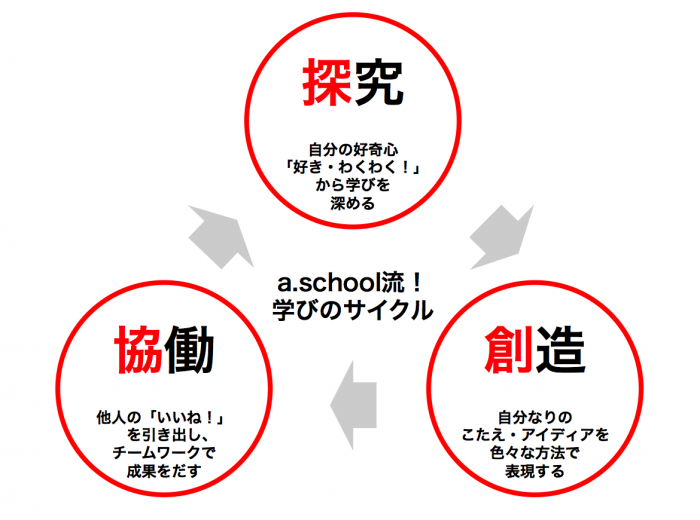 探究
自分の好奇心
「好き・わくわく！」
から学びを
深める
a.school流！
学びのサイクル
協働
他人の「いいね！」
を引き出し、
チームワークで
成果をだす
創造
自分なりの
こたえ・アイディアを
色々な方法で
表現する